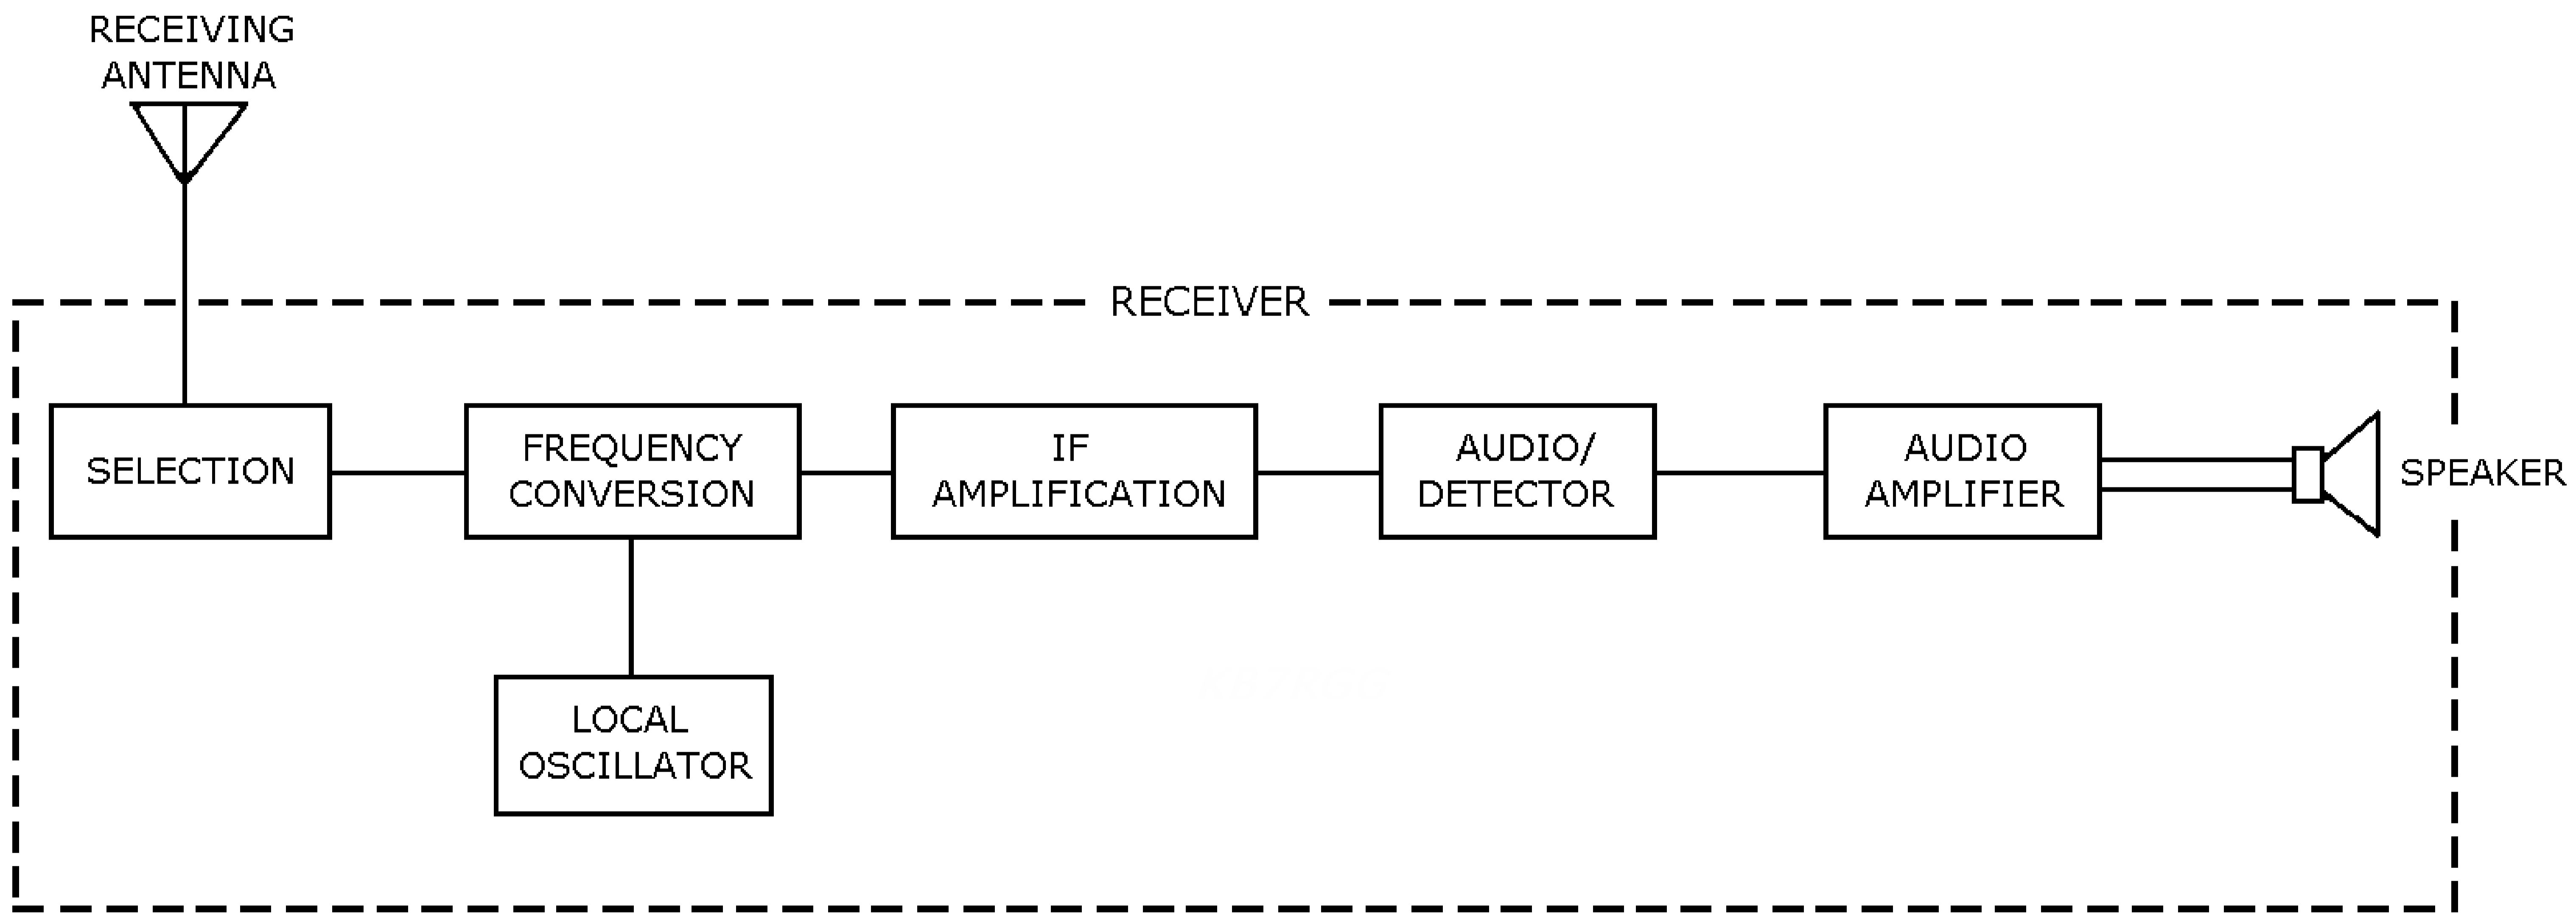 RECEIVING
ANTENNA
RECEIVER
SELECTION
FREQUENCY
CONVERSION
IF
AMPLIFICATION
AUDIO/
DETECTOR
AUDIO
AMPLIFIER
SPEAKER
LOCAL
OSCILLATOR